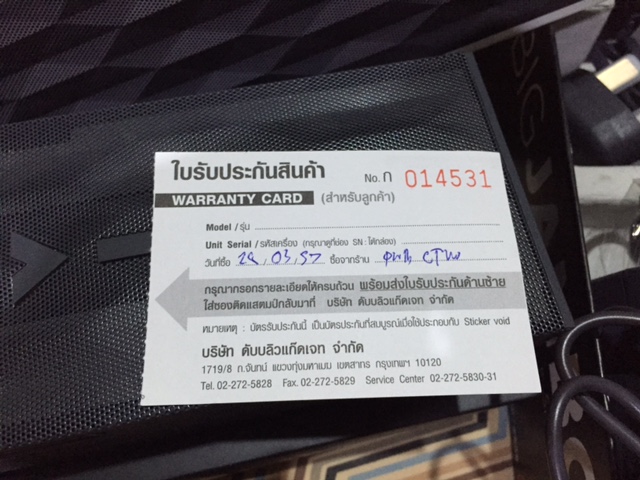 ใบรับประกันสินค้า No. ก 014531
WARRANTY CARD (สำหรับลูกค้า)
Model / รุ่น
Unit Serial / รหัสเครื่อง (กรุณาดูที่ช่อง SN : ใต้กล่อง)
วันที่ซื้อ 29, 03, 57 ซื้อจากร้าน CTW
กรุณากรอกรายละเอียดให้ครบถ้วน พร้อมส่งใบรับประกันด้านซ้าย
ใส่ซองติดแสตมป์กลับมาที่ บริษัท ดับบลิวแก๊ดเจท จำกัด
หมายเหตุ : บัตรรับประกันนี้ เป็นบัตรประกันที่สมบูรณ์เมื่อใช้ประกอบกับ Sticker void
บริษัท ดับบลิวแก๊ดเจท จำกัด
1719/8 ถ.จันทน์ แขวงทุ่งมหาเมฆ เขตสาทร กรุงเทพฯ 10120
Tel. 02-272-5828 Fax. 02-272-5829 Service Center 02-272-5830-31
BIG JA